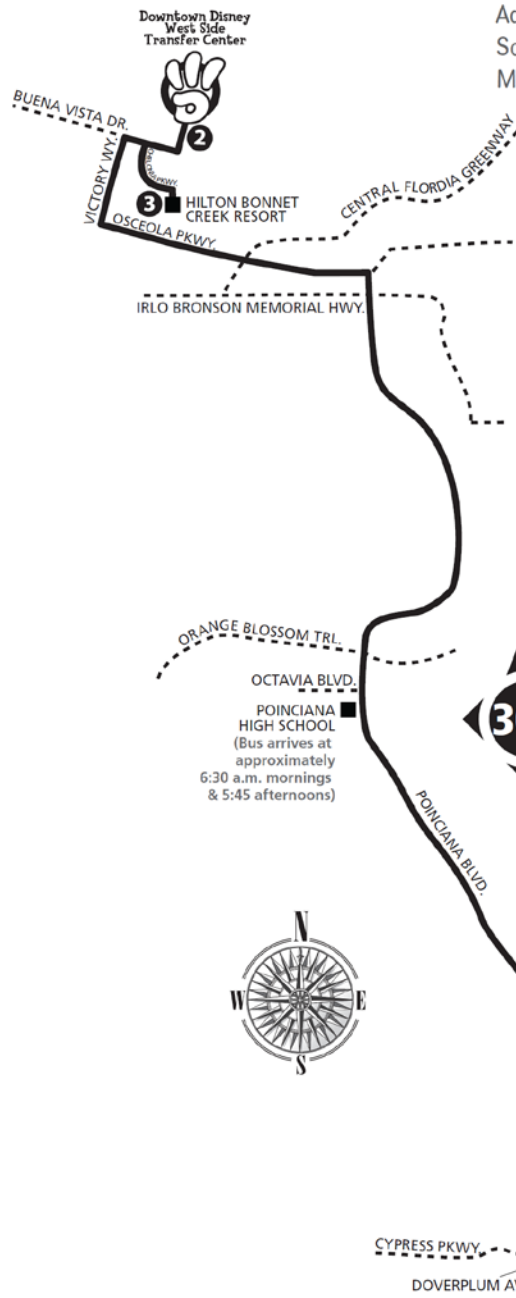 Downtown Disney
West Side
Transfer Center
BUENA VISTA DR.
2
VICTORY WY.
PKWY.
3
HILTON BONNET
CREEK RESORT
OSCEOLA PKWY.
CENTRAL FLORDIA GREENWAY
IRLO BRONSON MEMORIAL HWY.
ORANGE BLOSSOM TRL.
OCTAVIA BLVD.
POINCIANA
HIGH SCHOOL
(Bus arrives at
approximately
6:30 a.m. mornings
& 5:45 afternoons)
3
POINCIANA BLVD.
N
W
E
S
CYPRESS PKWY.
DOVERPLUM